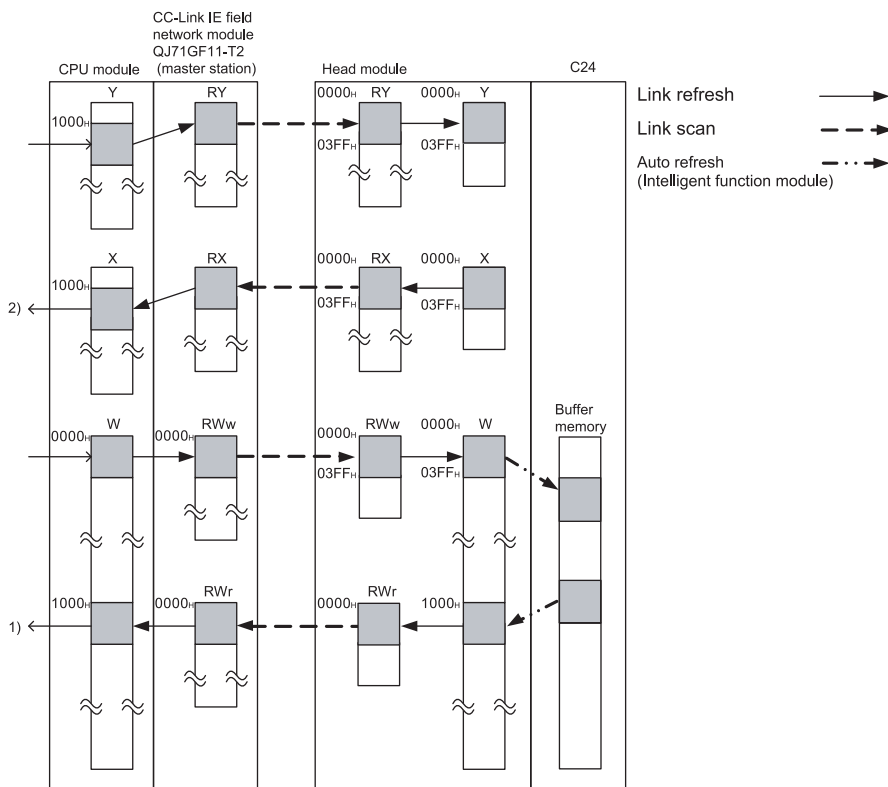 CC-Link IE field
network module
QJ71GF11-T2
(master station)
CPU module
Head module
C24
Y
RY
0000H
RY
0000H
Y
1000H
03FFH
03FFH
Link refresh
Link scan
Auto refresh
(Intelligent function module)
X
RX
0000H
RX
0000H
X
1000H
03FFH
03FFH
2)
Buffer
memory
W
RWw
0000H
RWw
0000H
W
0000H
0000H
03FFH
03FFH
RWr
RWr
1000H
0000H
0000H
1000H
1)